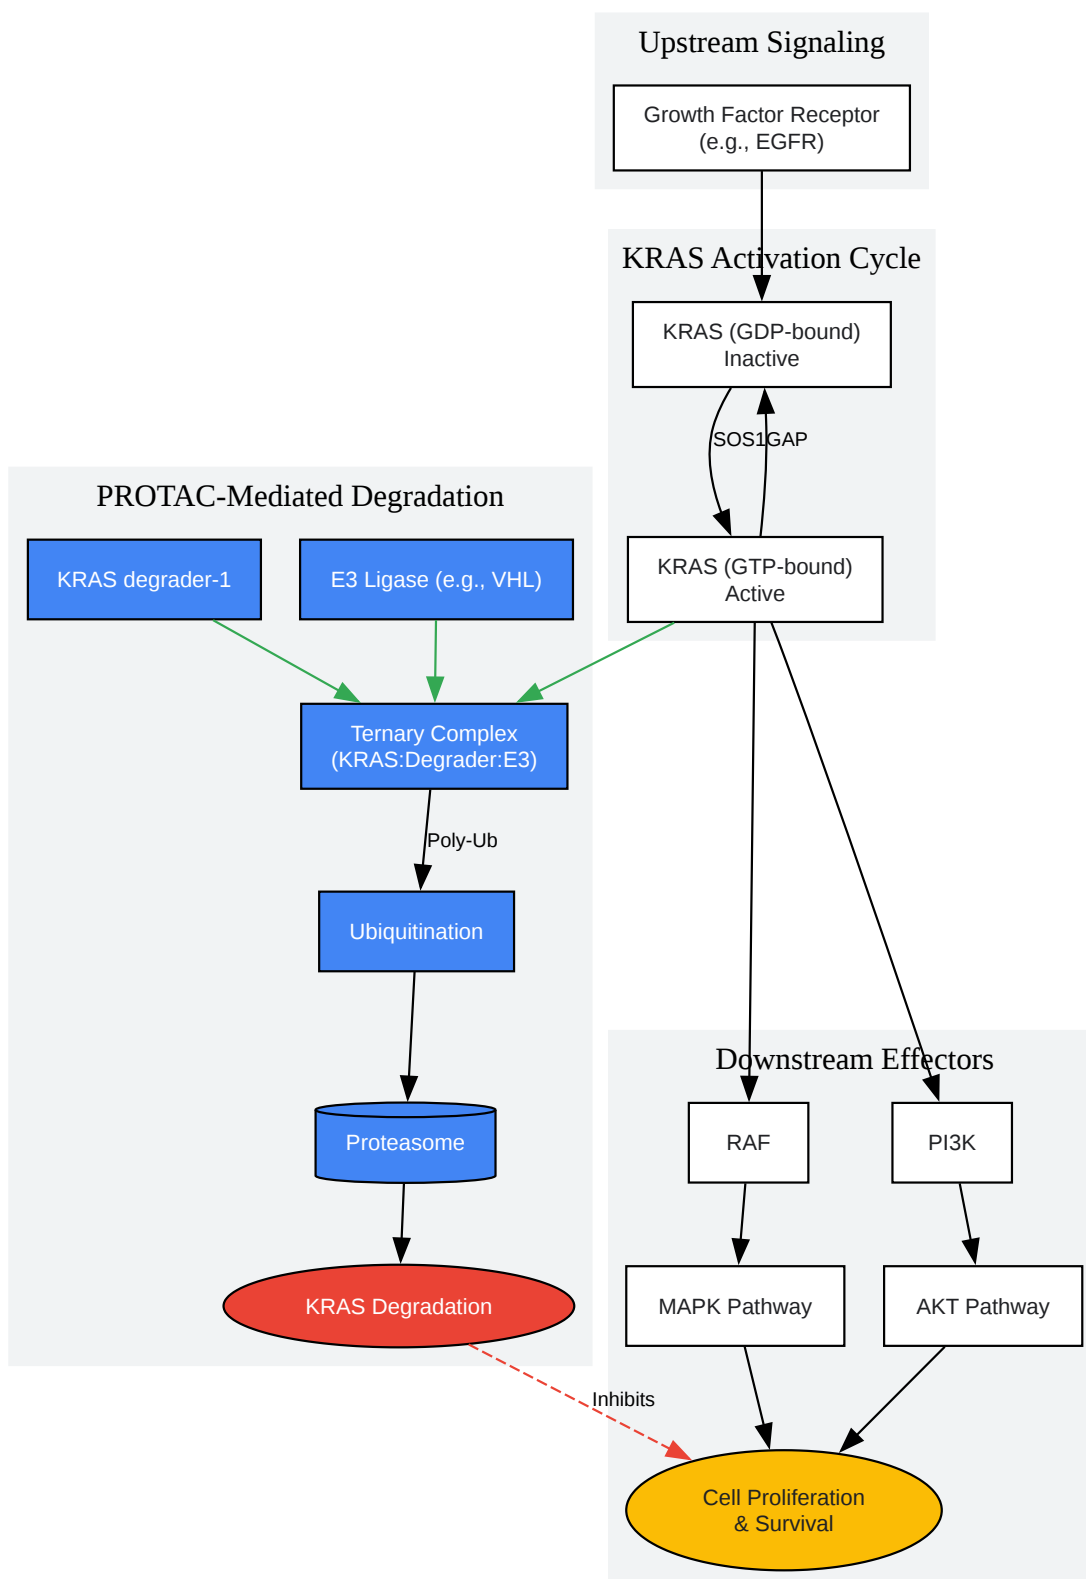 Upstream Signaling
Growth Factor Receptor
(e.g., EGFR)
KRAS Activation Cycle
KRAS (GDP-bound)
Inactive
SOS1
GAP
KRAS (GTP-bound)
Active
PROTAC-Mediated Degradation
KRAS degrader-1
E3 Ligase (e.g., VHL)
Ternary Complex
(KRAS:Degrader:E3)
Poly-Ub
Ubiquitination
Proteasome
KRAS Degradation
Inhibits
Downstream Effectors
RAF
PI3K
MAPK Pathway
AKT Pathway
Cell Proliferation
& Survival